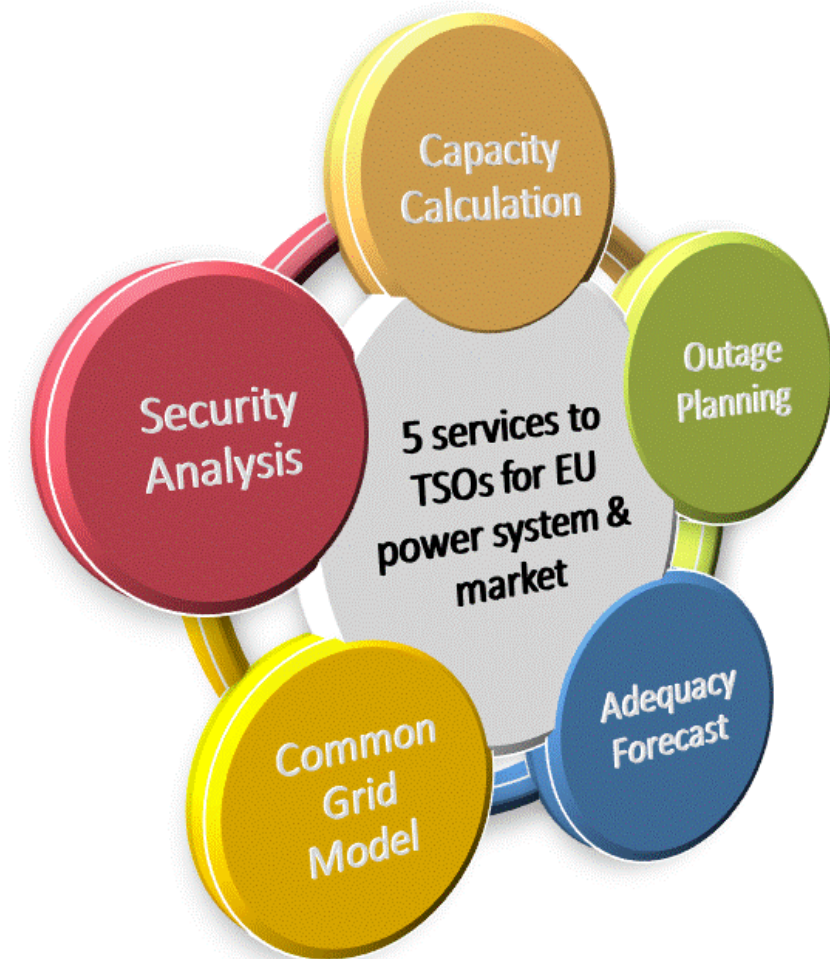 Capacity
Calculation
Outage
Planning
Security
Analysis
5 services to
TSOs for EU
power system &
market
Adequacy
Forecast
Common
Grid
Model